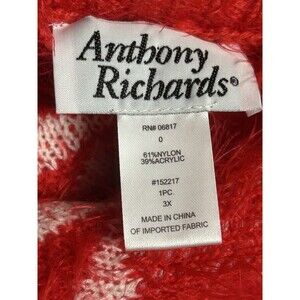 Anthony
Richards®
RN# 06817
0
61%NYLON
39%ACRYLIC
#152217
1PC.
3X
MADE IN CHINA
OF IMPORTED FABRIC